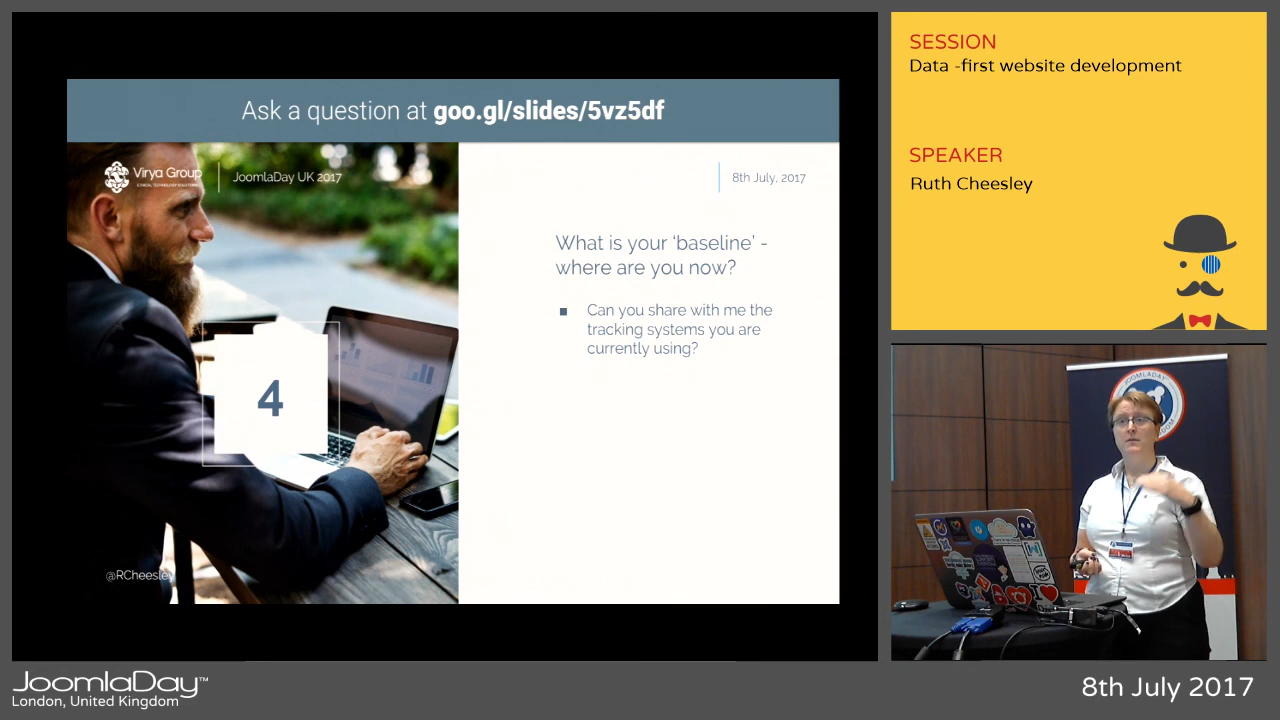 Ask a question at goo.gl/slides/5vz5df
Virya Group
ETHICAL TECHNOLOGY SOLUTIONS
JoomlaDay UK 2017
8th July, 2017
What is your 'baseline' -
where are you now?
Can you share with me the
tracking systems you are
currently using?
4
@RCheesley
SESSION
Data -first website development
SPEAKER
Ruth Cheesley
JOOMLADAY
JoomlaDay™
London, United Kingdom
8th July 2017